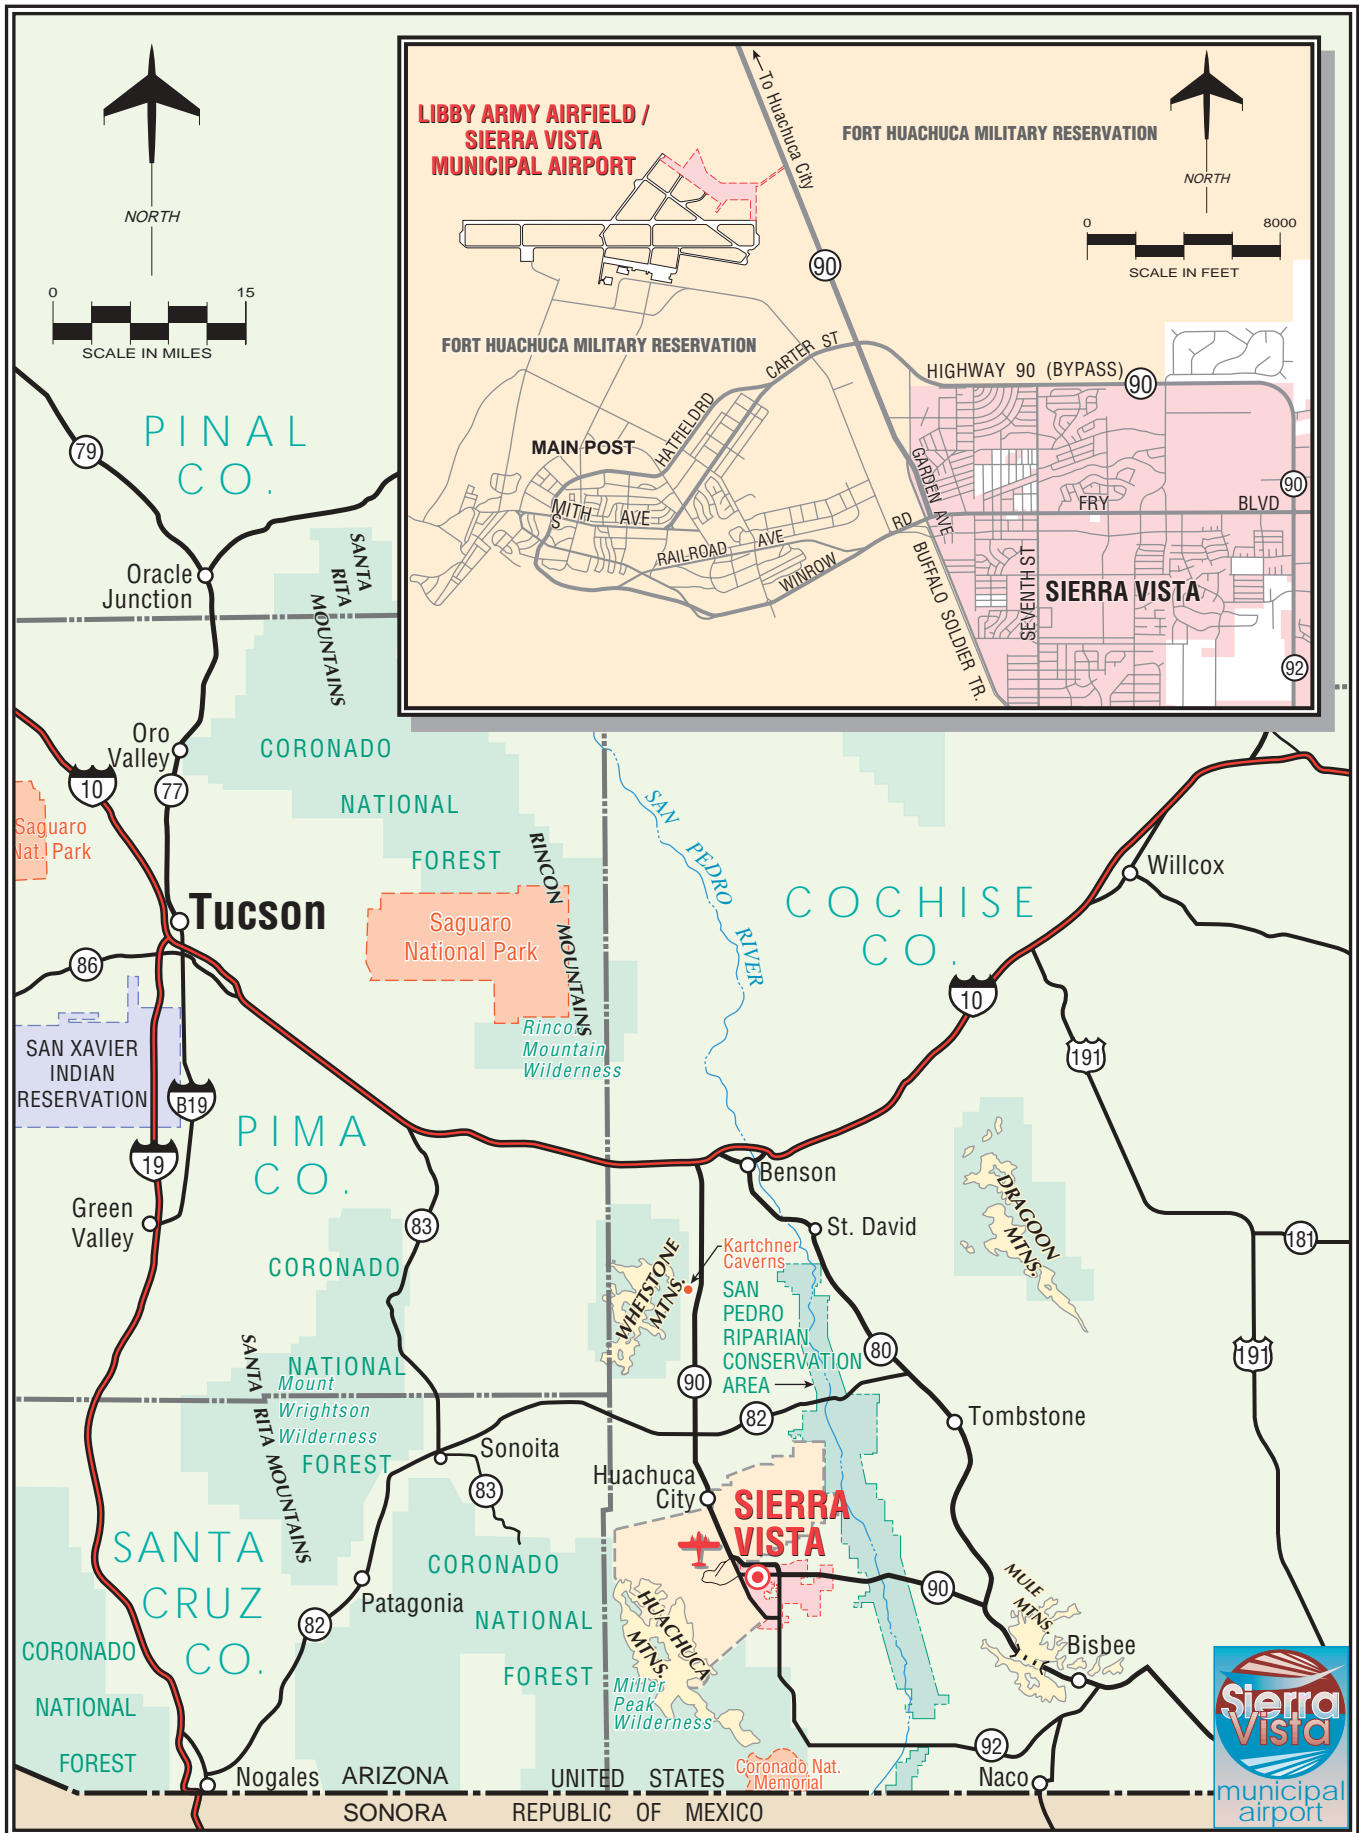 NORTH
0 15
SCALE IN MILES
LIBBY ARMY AIRFIELD /
SIERRA VISTA
MUNICIPAL AIRPORT
To Huachuca City
FORT HUACHUCA MILITARY RESERVATION
NORTH
0 8000
SCALE IN FEET
90
FORT HUACHUCA MILITARY RESERVATION
CARTER ST
HIGHWAY 90 (BYPASS)
90
HATFIELDRD
MAIN POST
GARDEN AVE
90
SMITH AVE
FRY BLVD
RAILROAD AVE
WINROW RD
BUFFALO SOLDIER TR.
SEVENTH ST
SIERRA VISTA
92
PINAL
CO.
79
SANTA
RITA
MOUNTAINS
Oracle
Junction
Oro
Valley
10
77
CORONADO
NATIONAL
FOREST
Saguaro
Nat. Park
RINCON
MOUNTAINS
SAN
PEDRO
RIVER
Willcox
COCHISE
CO.
Tucson
Saguaro
National Park
86
10
Rincon
Mountain
Wilderness
SAN XAVIER
INDIAN
RESERVATION
191
B19
PIMA
CO.
19
Benson
Green
Valley
83
St. David
DRAGOON
MTNS.
181
CORONADO
WHETSTONE
MTNS.
Kartchner
Caverns
SAN
PEDRO
RIPARIAN
CONSERVATION
AREA
80
191
SANTA
RITA MOUNTAINS
NATIONAL
Mount
Wrightson
Wilderness
FOREST
90
82
Tombstone
Sonoita
83
Huachuca
City
SIERRA
VISTA
SANTA
CRUZ
CO.
CORONADO
NATIONAL
FOREST
Patagonia
82
90
MULE
MTNS.
HUACHUCA
MTNS.
Bisbee
CORONADO
NATIONAL
FOREST
Miller
Peak
Wilderness
92
Coronado Nat.
Memorial
Naco
Nogales
ARIZONA UNITED STATES
SONORA REPUBLIC OF MEXICO
Sierra
Vista
municipal
airport